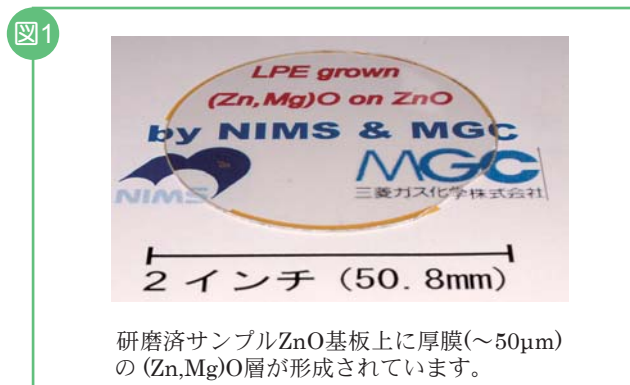 図1
LPE grown
(Zn,Mg)O on ZnO
by NIMS & MGC
NIMS
MGC
三菱ガス化学株式会社
2 インチ (50.8mm)
研磨済サンプルZnO基板上に厚膜(～50μm)
の (Zn,Mg)O層が形成されています。